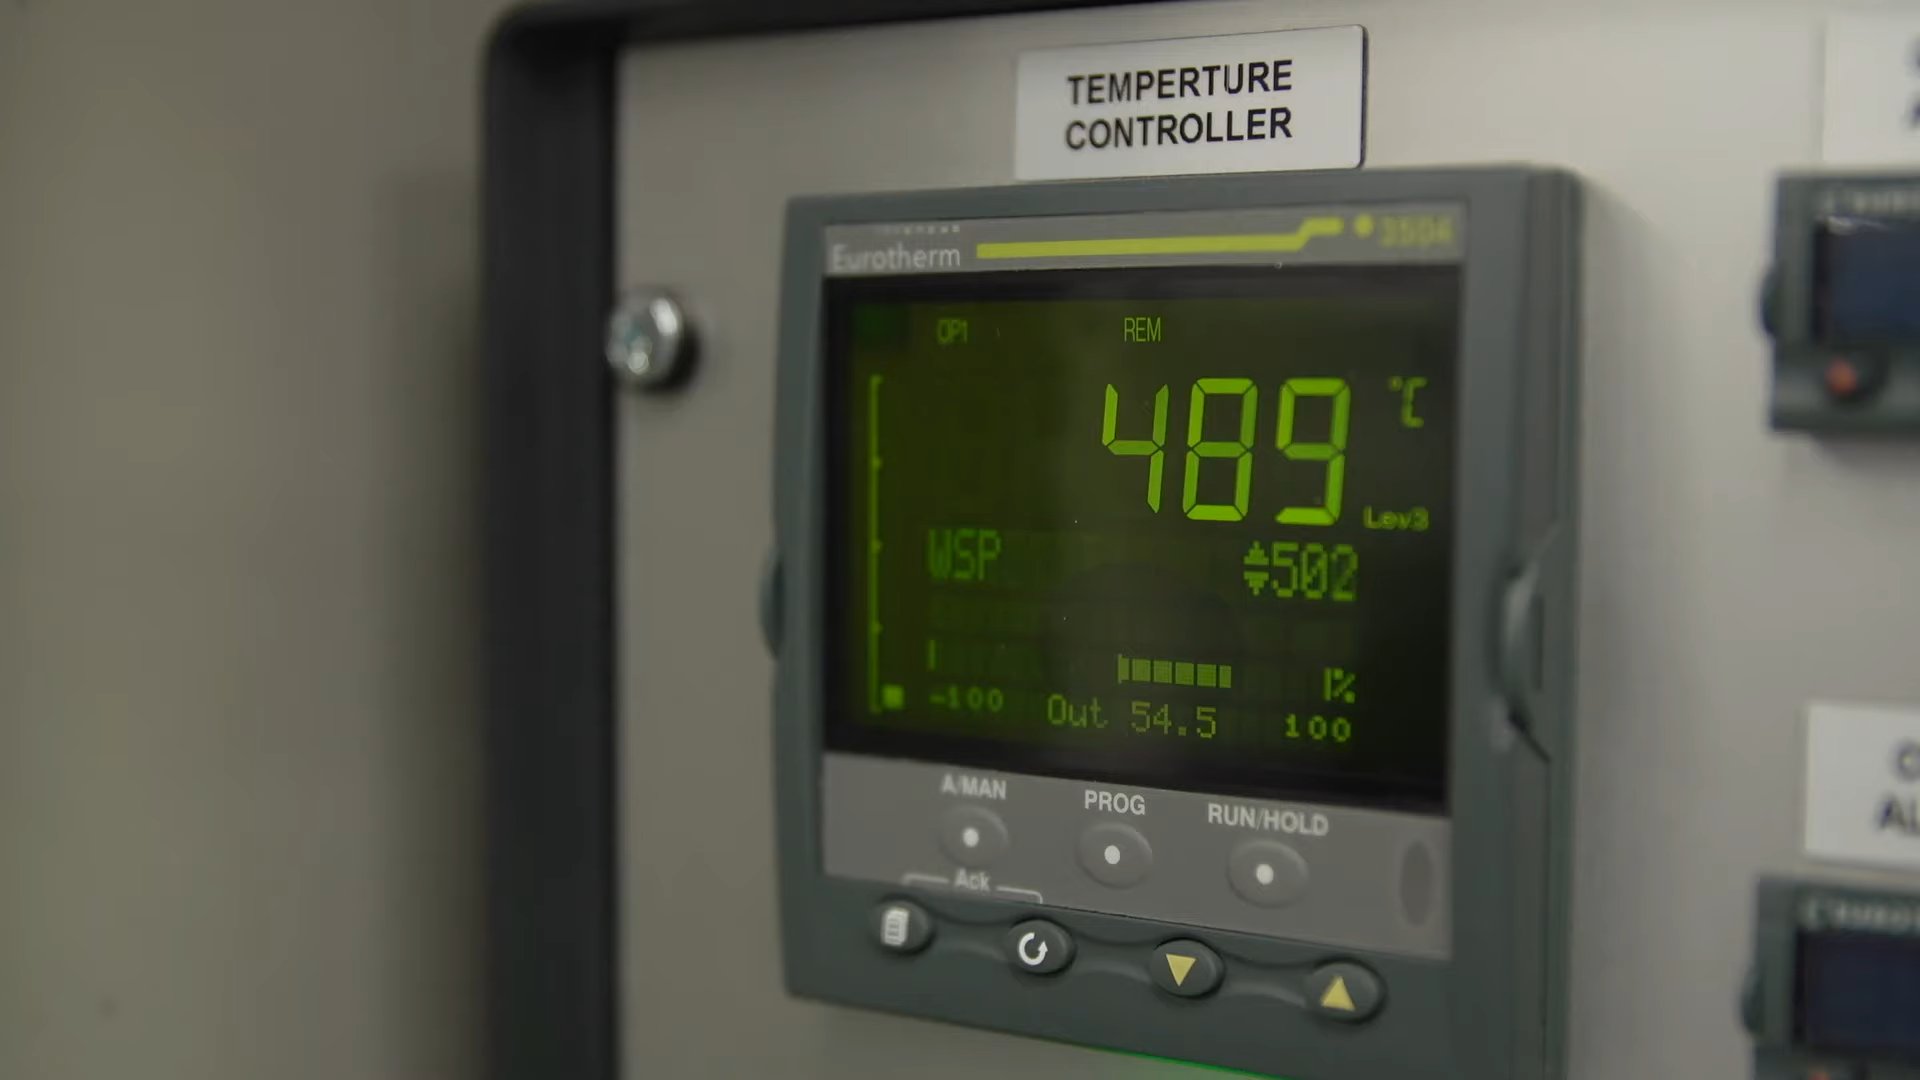 TEMPERTURE
CONTROLLER
Eurotherm
3504
OP1 REM
489 °C
Lev3
WSP 502
%
-100 Out 54.5 100
A/MAN PROG RUN/HOLD
Ack